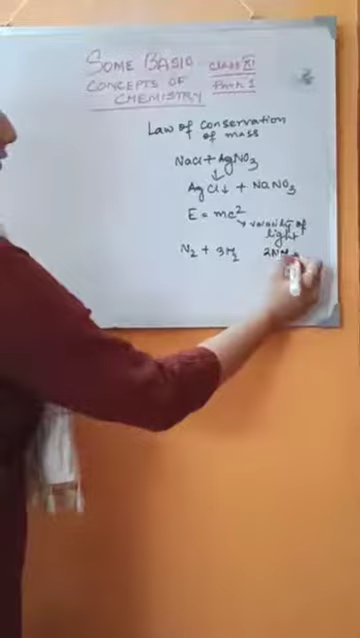 SOME BASIC CLASS XI
CONCEPTS OF Part 1
CHEMISTRY
Law of conservation
of mass
NaCl + AgNO3
↓
AgCl↓ + NaNO3
E = mc²
→ velocity of
light
N2 + 3H2 2NH